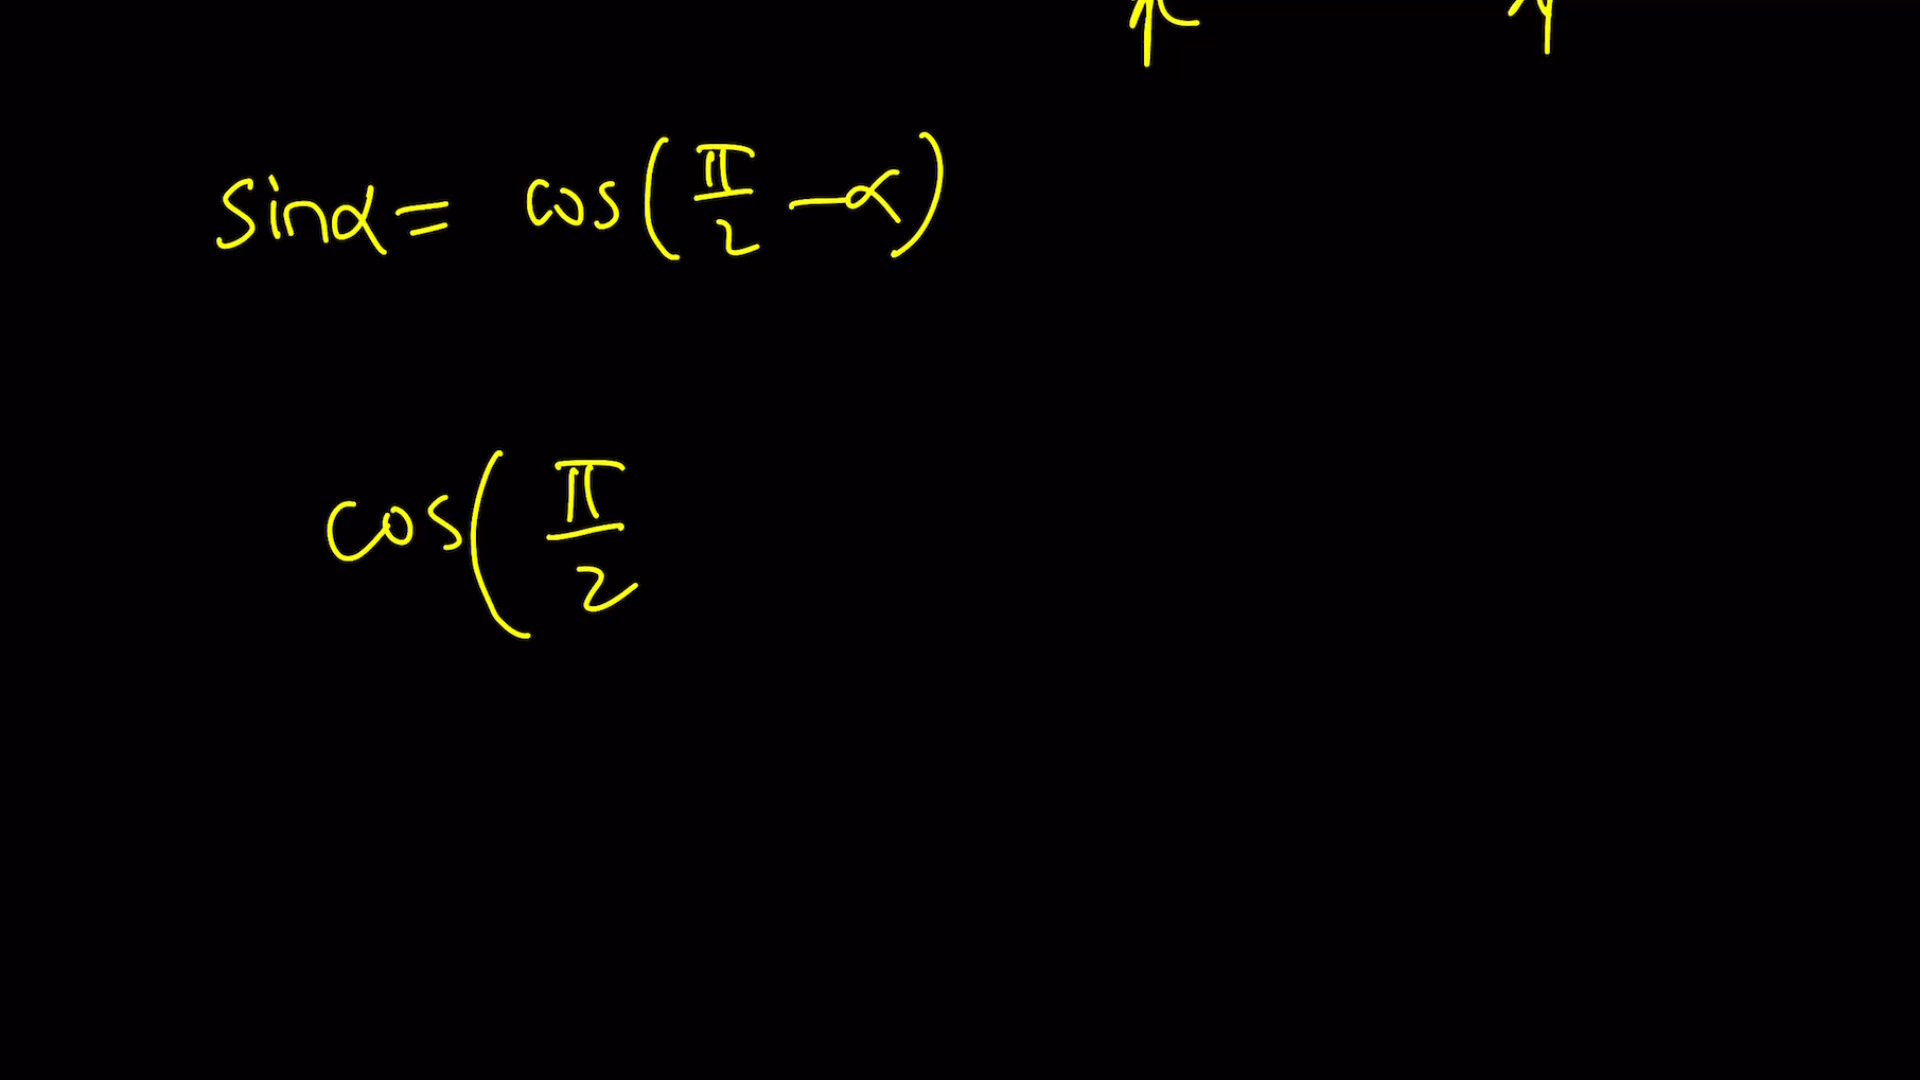 sinα = cos(π/2 - α)
cos(π/2